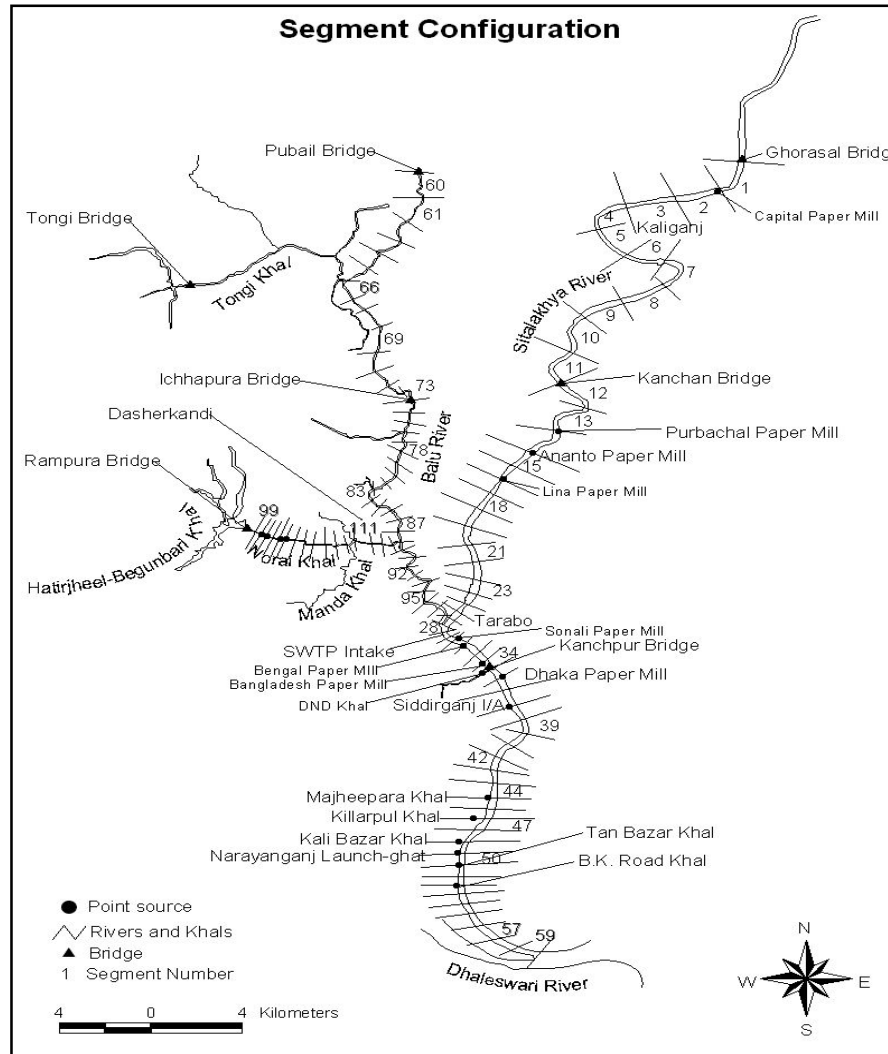 Segment Configuration
Ghorasal Bridg
Pubail Bridge
60
1
61
2
3
4
Capital Paper Mill
Kaliganj
5
Tongi Bridge
6
Tongi Khal
7
66
Sitalakhya River
8
9
69
10
Ichhapura Bridge
73
11
Kanchan Bridge
12
Dasherkandi
13
Purbachal Paper Mill
Balu River
78
Ananto Paper Mill
15
Rampura Bridge
83
Lina Paper Mill
18
99
111
87
Norai Khal
21
Hatirjheel-Begunbari Khal
Manda Khal
92
23
95
Tarabo
28
Sonali Paper Mill
SWTP Intake
34
Kanchpur Bridge
Bengal Paper MIll
Bangladesh Paper Mill
Dhaka Paper Mill
DND Khal
Siddirganj I/A
39
42
Majheepara Khal
44
Killarpul Khal
47
Kali Bazar Khal
Tan Bazar Khal
Narayanganj Launch-ghat
50
B.K. Road Khal
Point source
Rivers and Khals
Bridge
1 Segment Number
57
59
Dhaleswari River
N
W
E
S
4 0 4 Kilometers